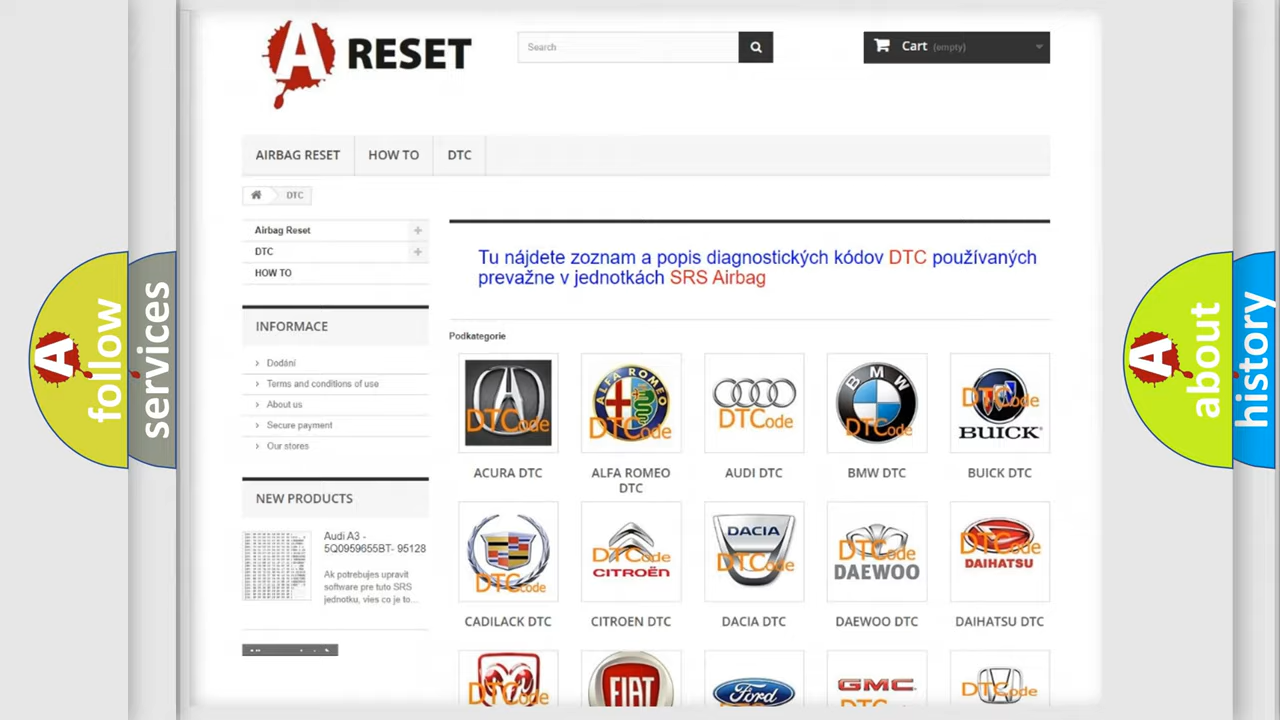 A RESET
Search
Cart (empty)
AIRBAG RESET
HOW TO
DTC
DTC
Airbag Reset
DTC
HOW TO
Tu nájdete zoznam a popis diagnostických kódov DTC používaných
prevažne v jednotkách SRS Airbag
INFORMACE
Dodání
Terms and conditions of use
About us
Secure payment
Our stores
Podkategorie
DTCode
ALFA ROMEO
DTCode
DTCode
BMW
DTCode
DTCode
BUICK
ACURA DTC
ALFA ROMEO
DTC
AUDI DTC
BMW DTC
BUICK DTC
NEW PRODUCTS
Audi A3 -
5Q0959655BT- 95128
Ak potrebujes upravit
software pre tuto SRS
jednotku, vies co je to...
DTCode
DTCode
CITROËN
DACIA
DTCode
DTCode
DAEWOO
DTCode
DAIHATSU
CADILACK DTC
CITROEN DTC
DACIA DTC
DAEWOO DTC
DAIHATSU DTC
DTCode
FIAT
Ford
GMC
DTCode
A follow
services
A about
history